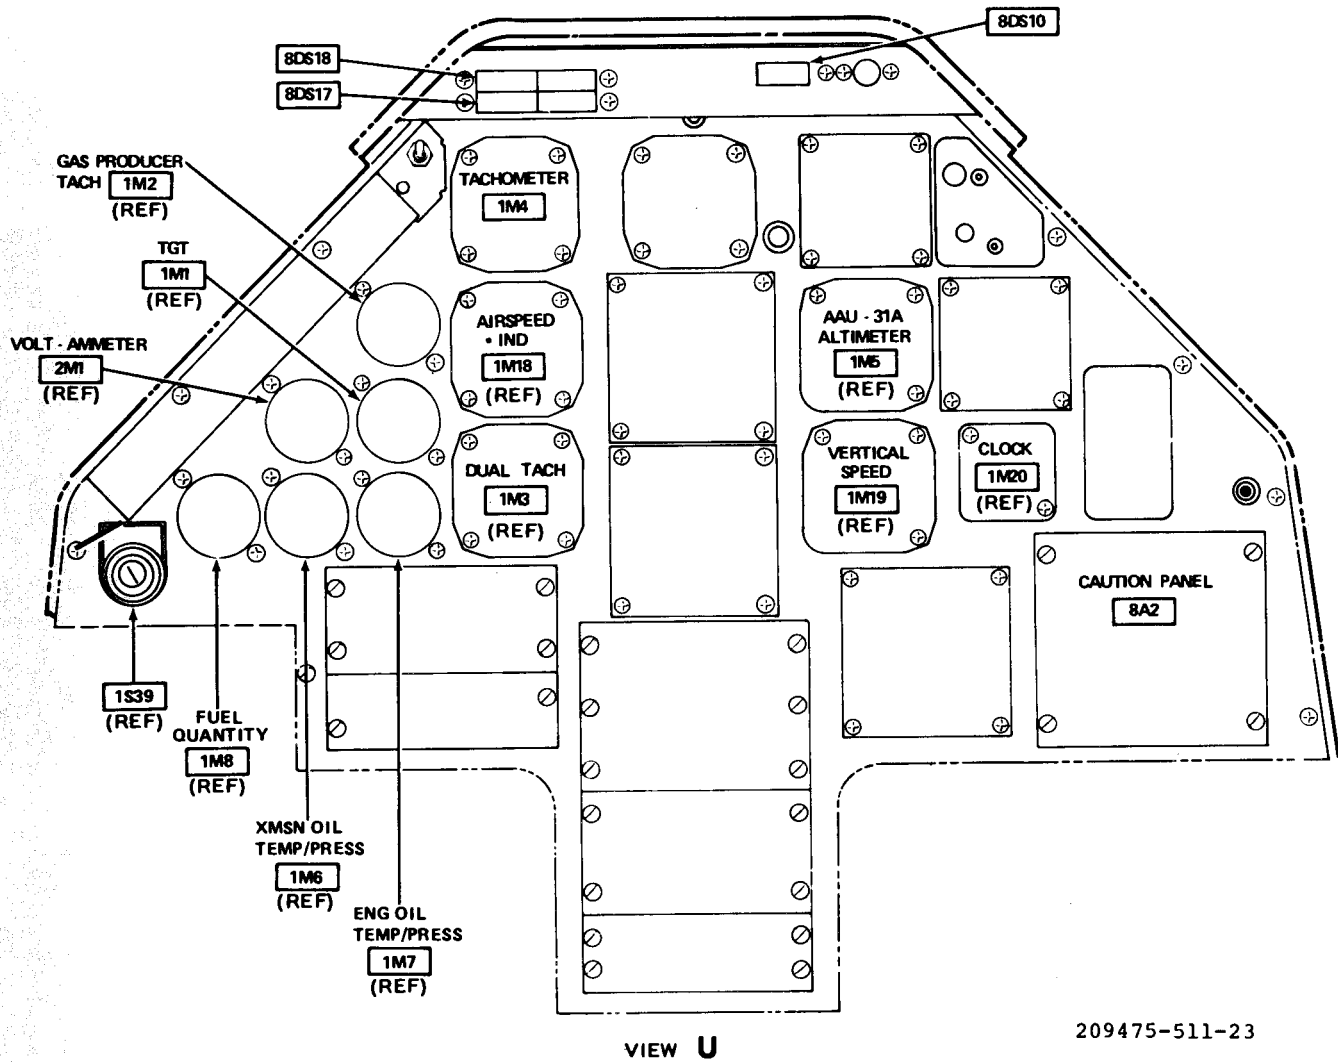 8DS10
8DS18
8DS17
GAS PRODUCER
TACH 1M2
(REF)
TACHOMETER
1M4
TGT
1M1
(REF)
VOLT - AMMETER
2M1
(REF)
AIRSPEED
• IND
1M18
(REF)
AAU - 31A
ALTIMETER
1M5
(REF)
DUAL TACH
1M3
(REF)
VERTICAL
SPEED
1M19
(REF)
CLOCK
1M20
(REF)
CAUTION PANEL
8A2
1S39
(REF)
FUEL
QUANTITY
1M8
(REF)
XMSN OIL
TEMP/PRESS
1M6
(REF)
ENG OIL
TEMP/PRESS
1M7
(REF)
209475-511-23
VIEW U